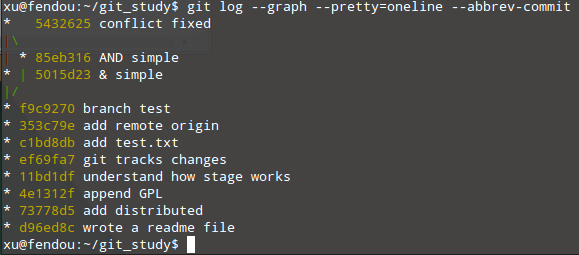 xu@fendou:~/git_study$ git log --graph --pretty=oneline --abbrev-commit
*   5432625 conflict fixed
|\
| * 85eb316 AND simple
* | 5015d23 & simple
|/
* f9c9270 branch test
* 353c79e add remote origin
* c1bd8db add test.txt
* ef69fa7 git tracks changes
* 11bd1df understand how stage works
* 4e1312f append GPL
* 73778d5 add distributed
* d96ed8c wrote a readme file
xu@fendou:~/git_study$